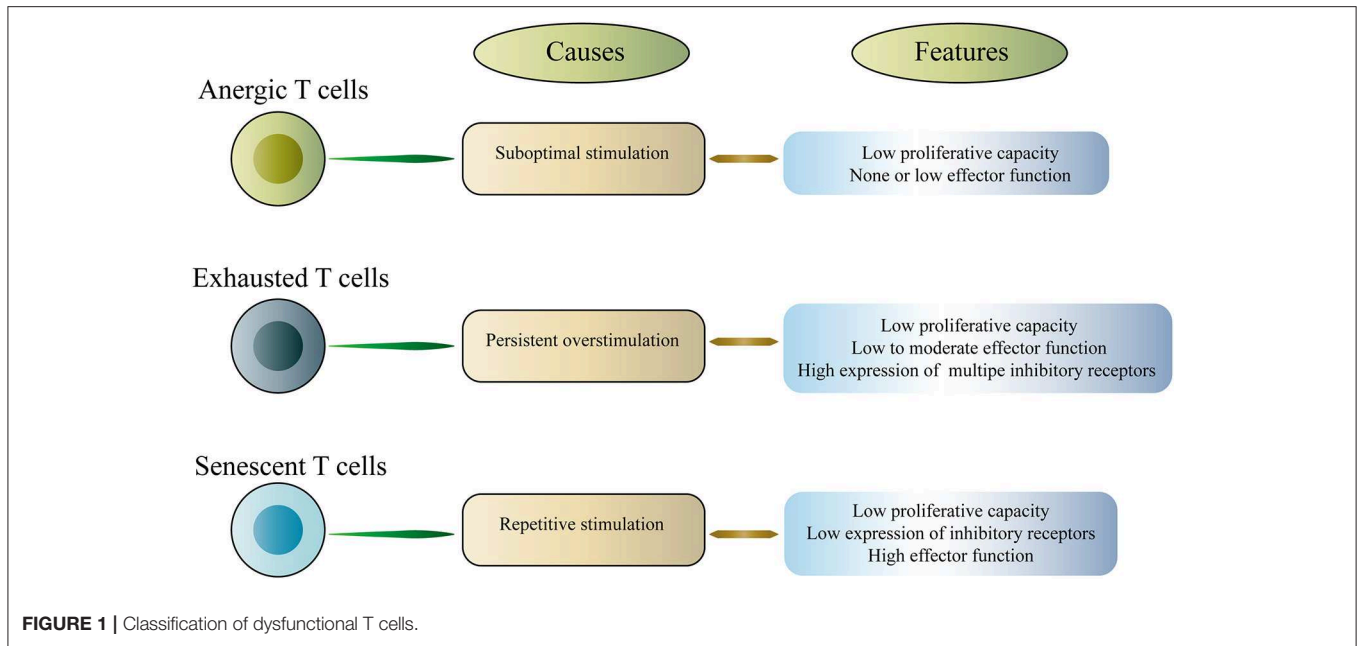 Causes
Features
Anergic T cells
Suboptimal stimulation
Low proliferative capacity
None or low effector function
Exhausted T cells
Persistent overstimulation
Low proliferative capacity
Low to moderate effector function
High expression of multipe inhibitory receptors
Senescent T cells
Repetitive stimulation
Low proliferative capacity
Low expression of inhibitory receptors
High effector function
FIGURE 1 | Classification of dysfunctional T cells.